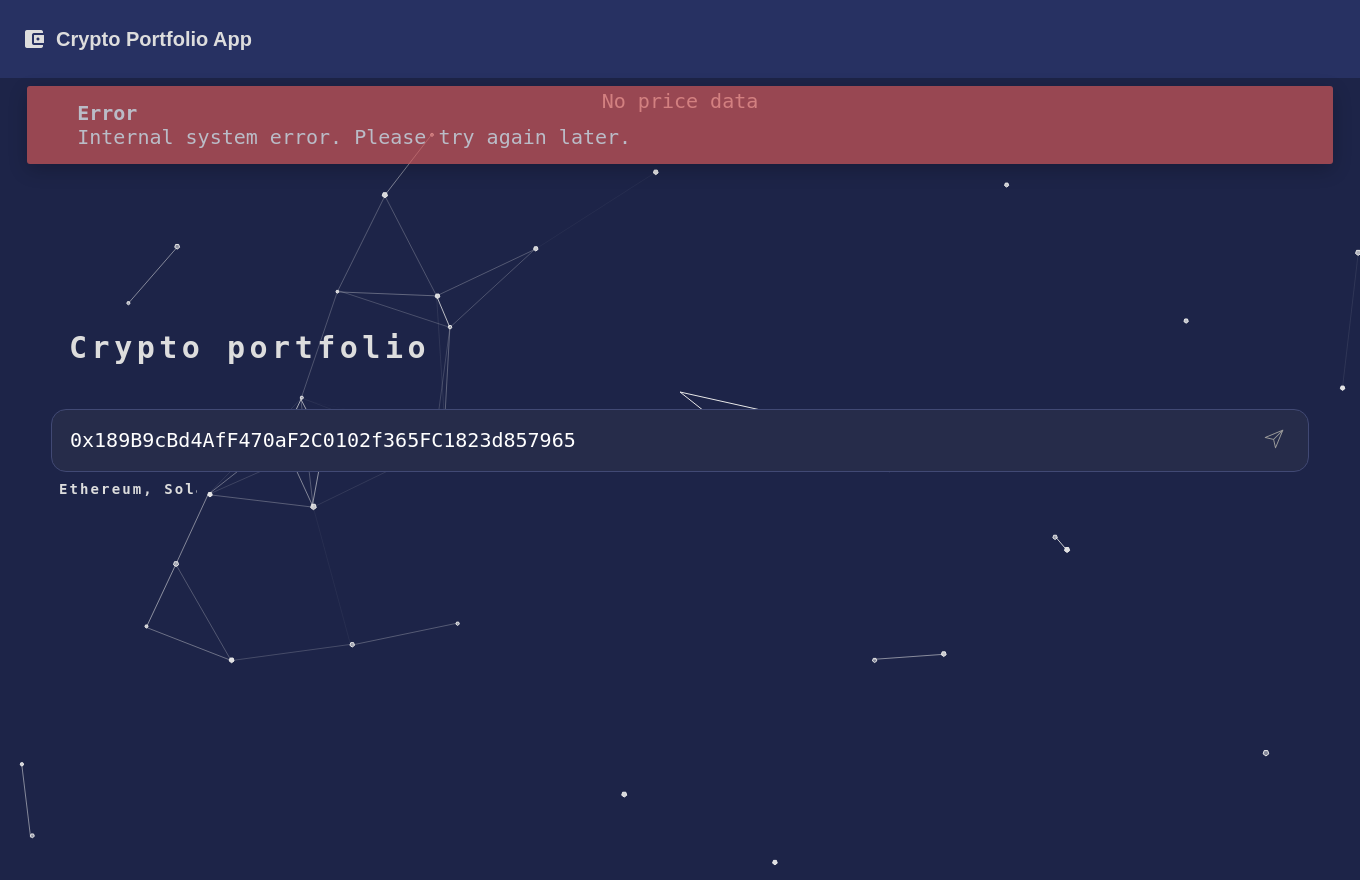 Crypto Portfolio App
No price data
Error
Internal system error. Please try again later.
Crypto portfolio
0x189B9cBd4AfF470aF2C0102f365FC1823d857965
Ethereum, Sol